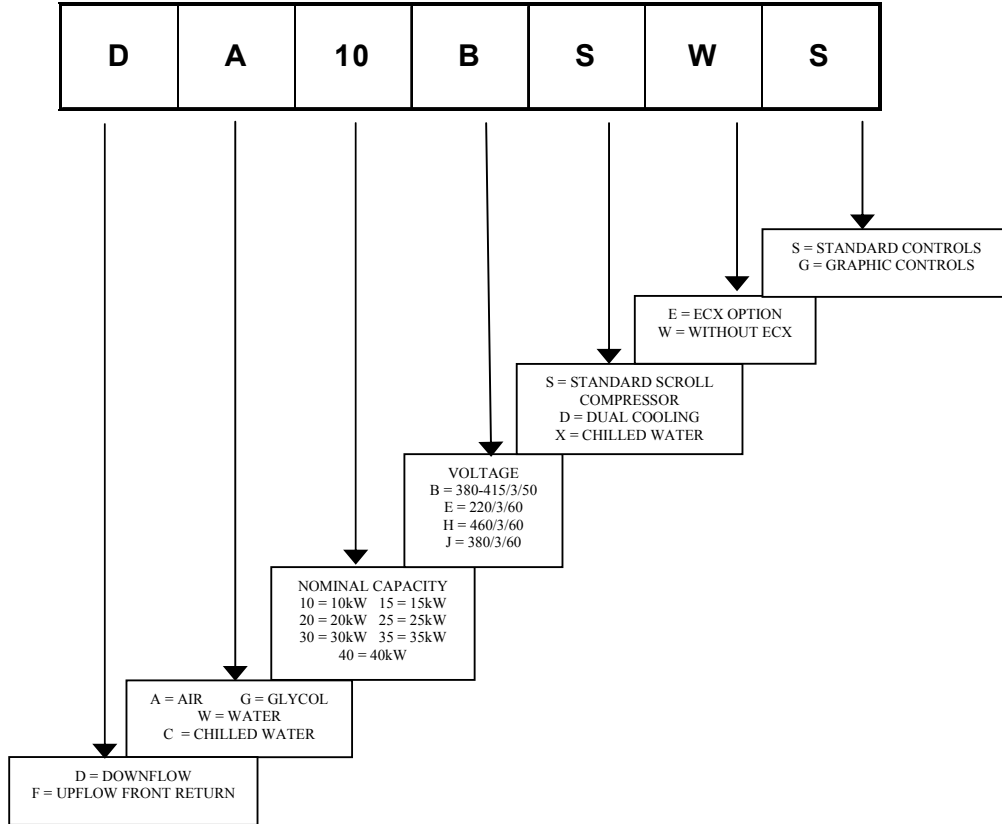 D A 10 B S W S
S = STANDARD CONTROLS
G = GRAPHIC CONTROLS
E = ECX OPTION
W = WITHOUT ECX
S = STANDARD SCROLL
COMPRESSOR
D = DUAL COOLING
X = CHILLED WATER
VOLTAGE
B = 380-415/3/50
E = 220/3/60
H = 460/3/60
J = 380/3/60
NOMINAL CAPACITY
10 = 10kW 15 = 15kW
20 = 20kW 25 = 25kW
30 = 30kW 35 = 35kW
40 = 40kW
A = AIR G = GLYCOL
W = WATER
C = CHILLED WATER
D = DOWNFLOW
F = UPFLOW FRONT RETURN